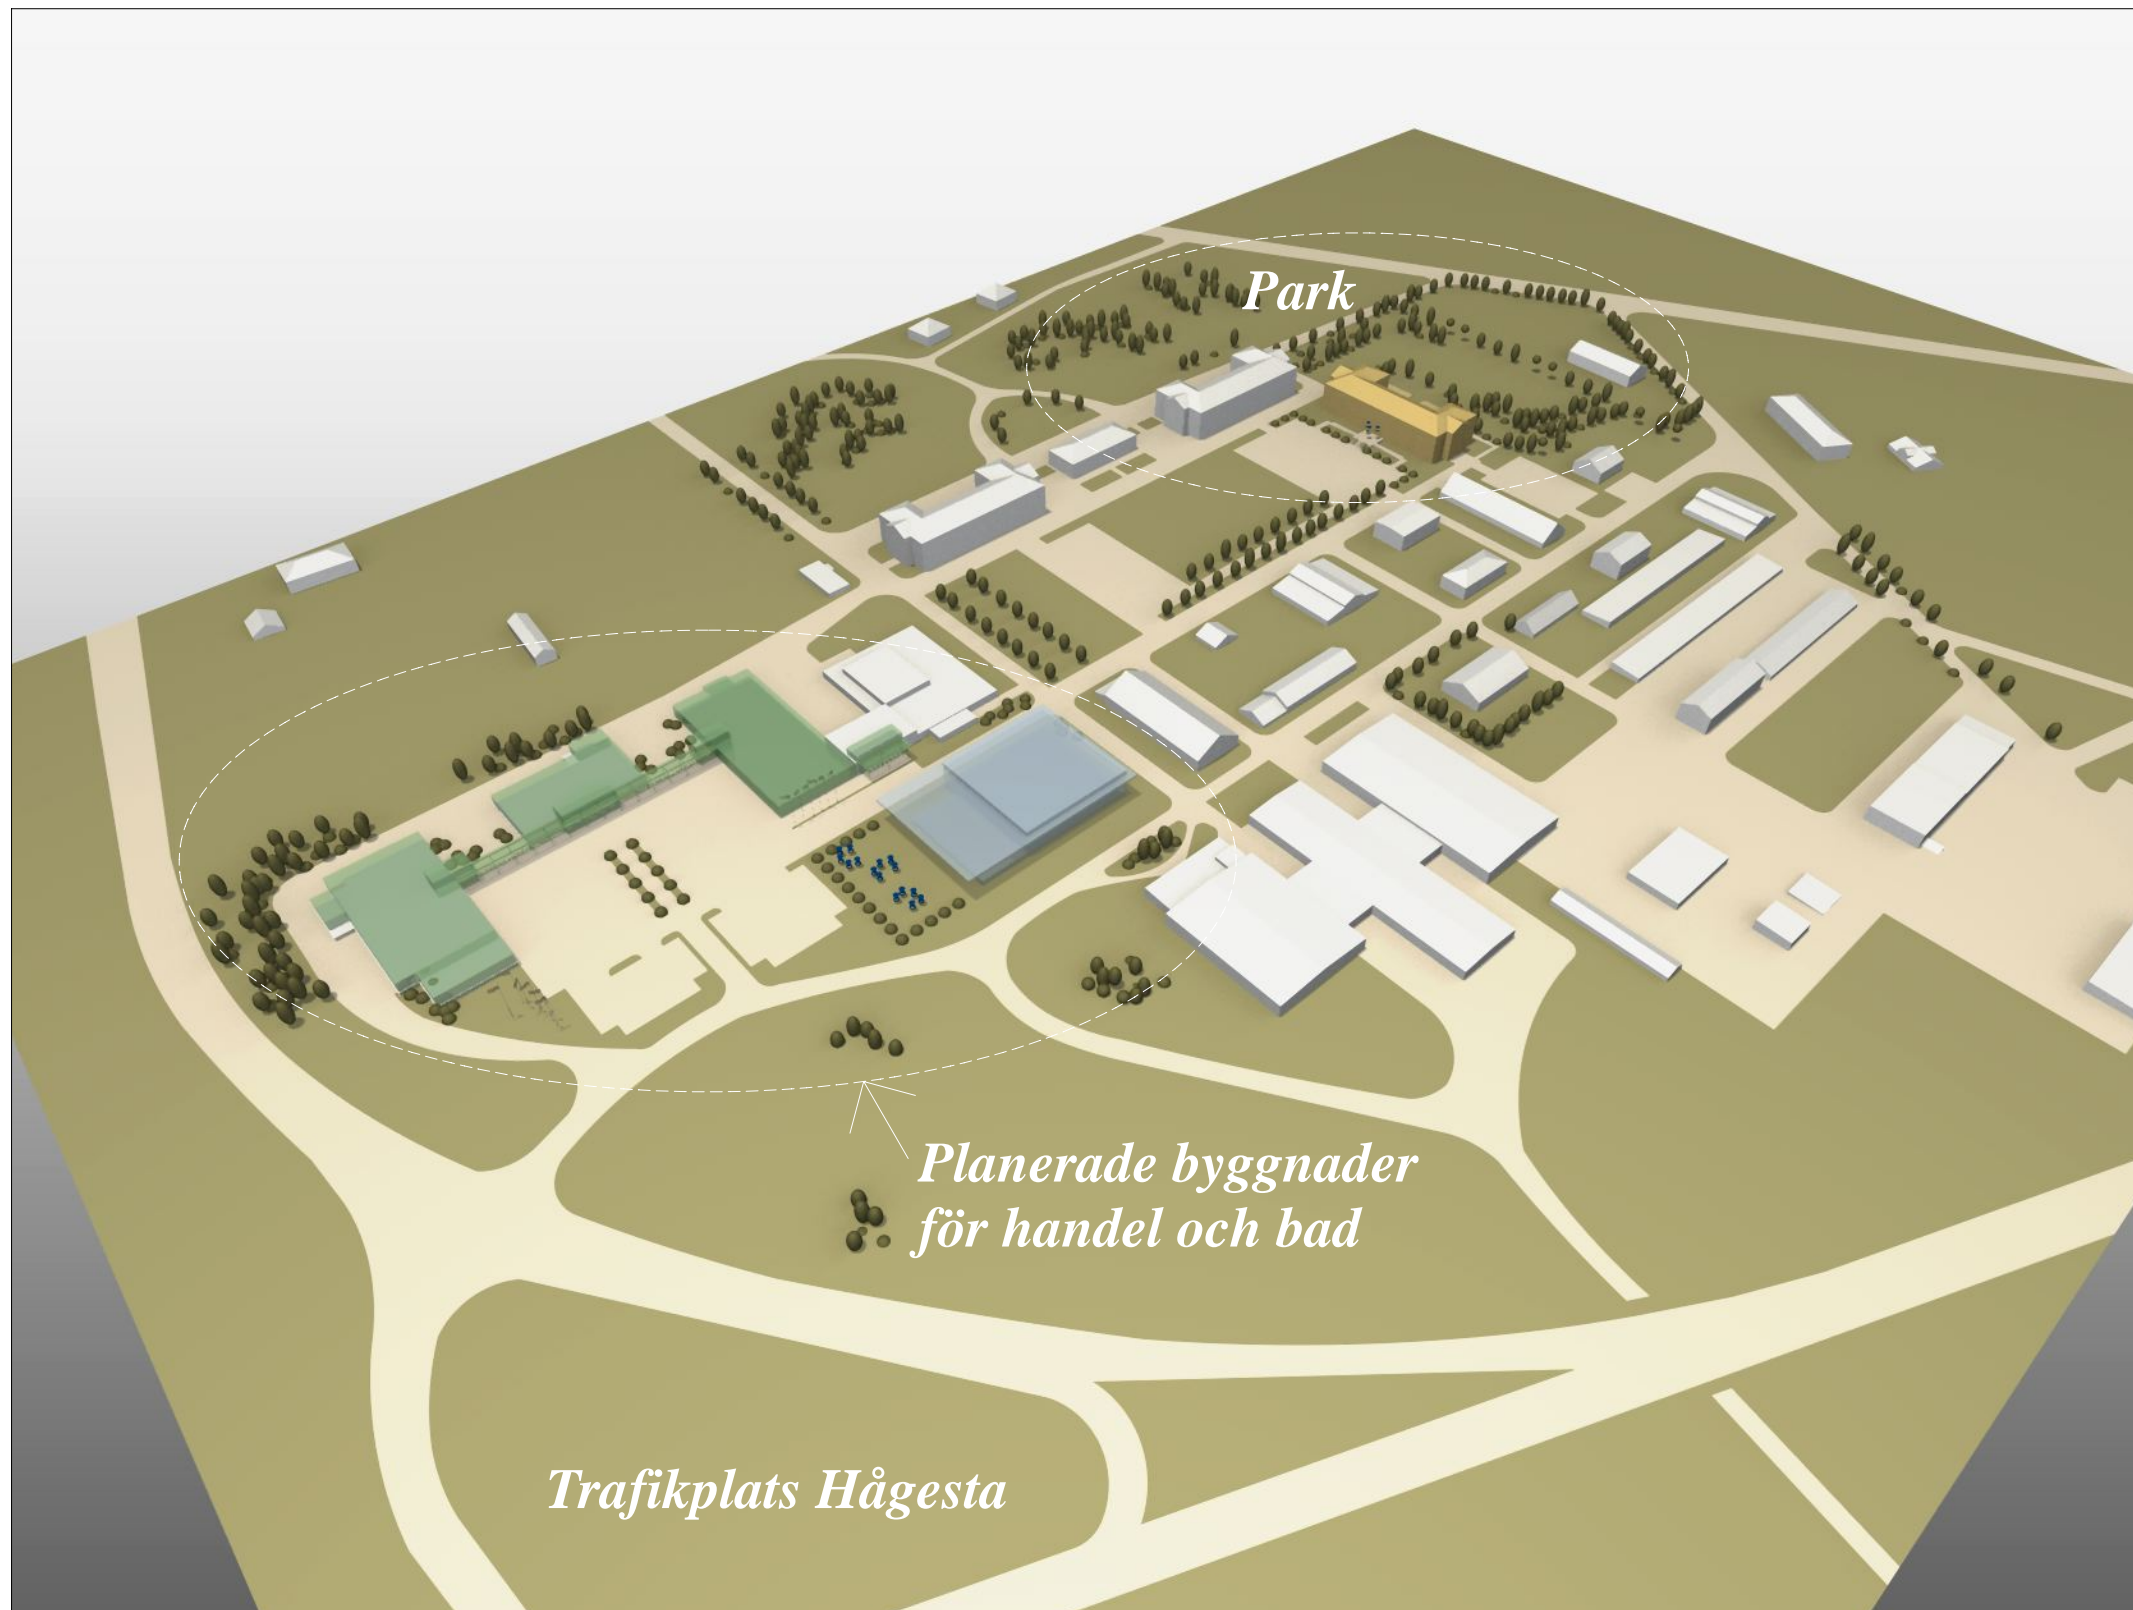 Park
Planerade byggnader
för handel och bad
Trafikplats Hågesta